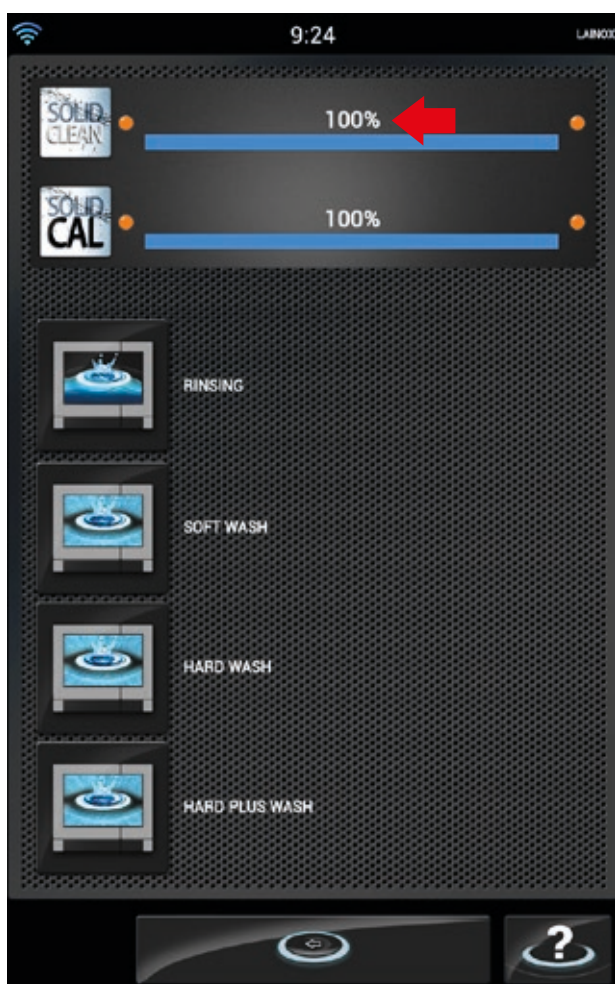 9:24
LAINOX
SOLID
CLEAN
100%
SOLID
CAL
100%
RINSING
SOFT WASH
HARD WASH
HARD PLUS WASH
?